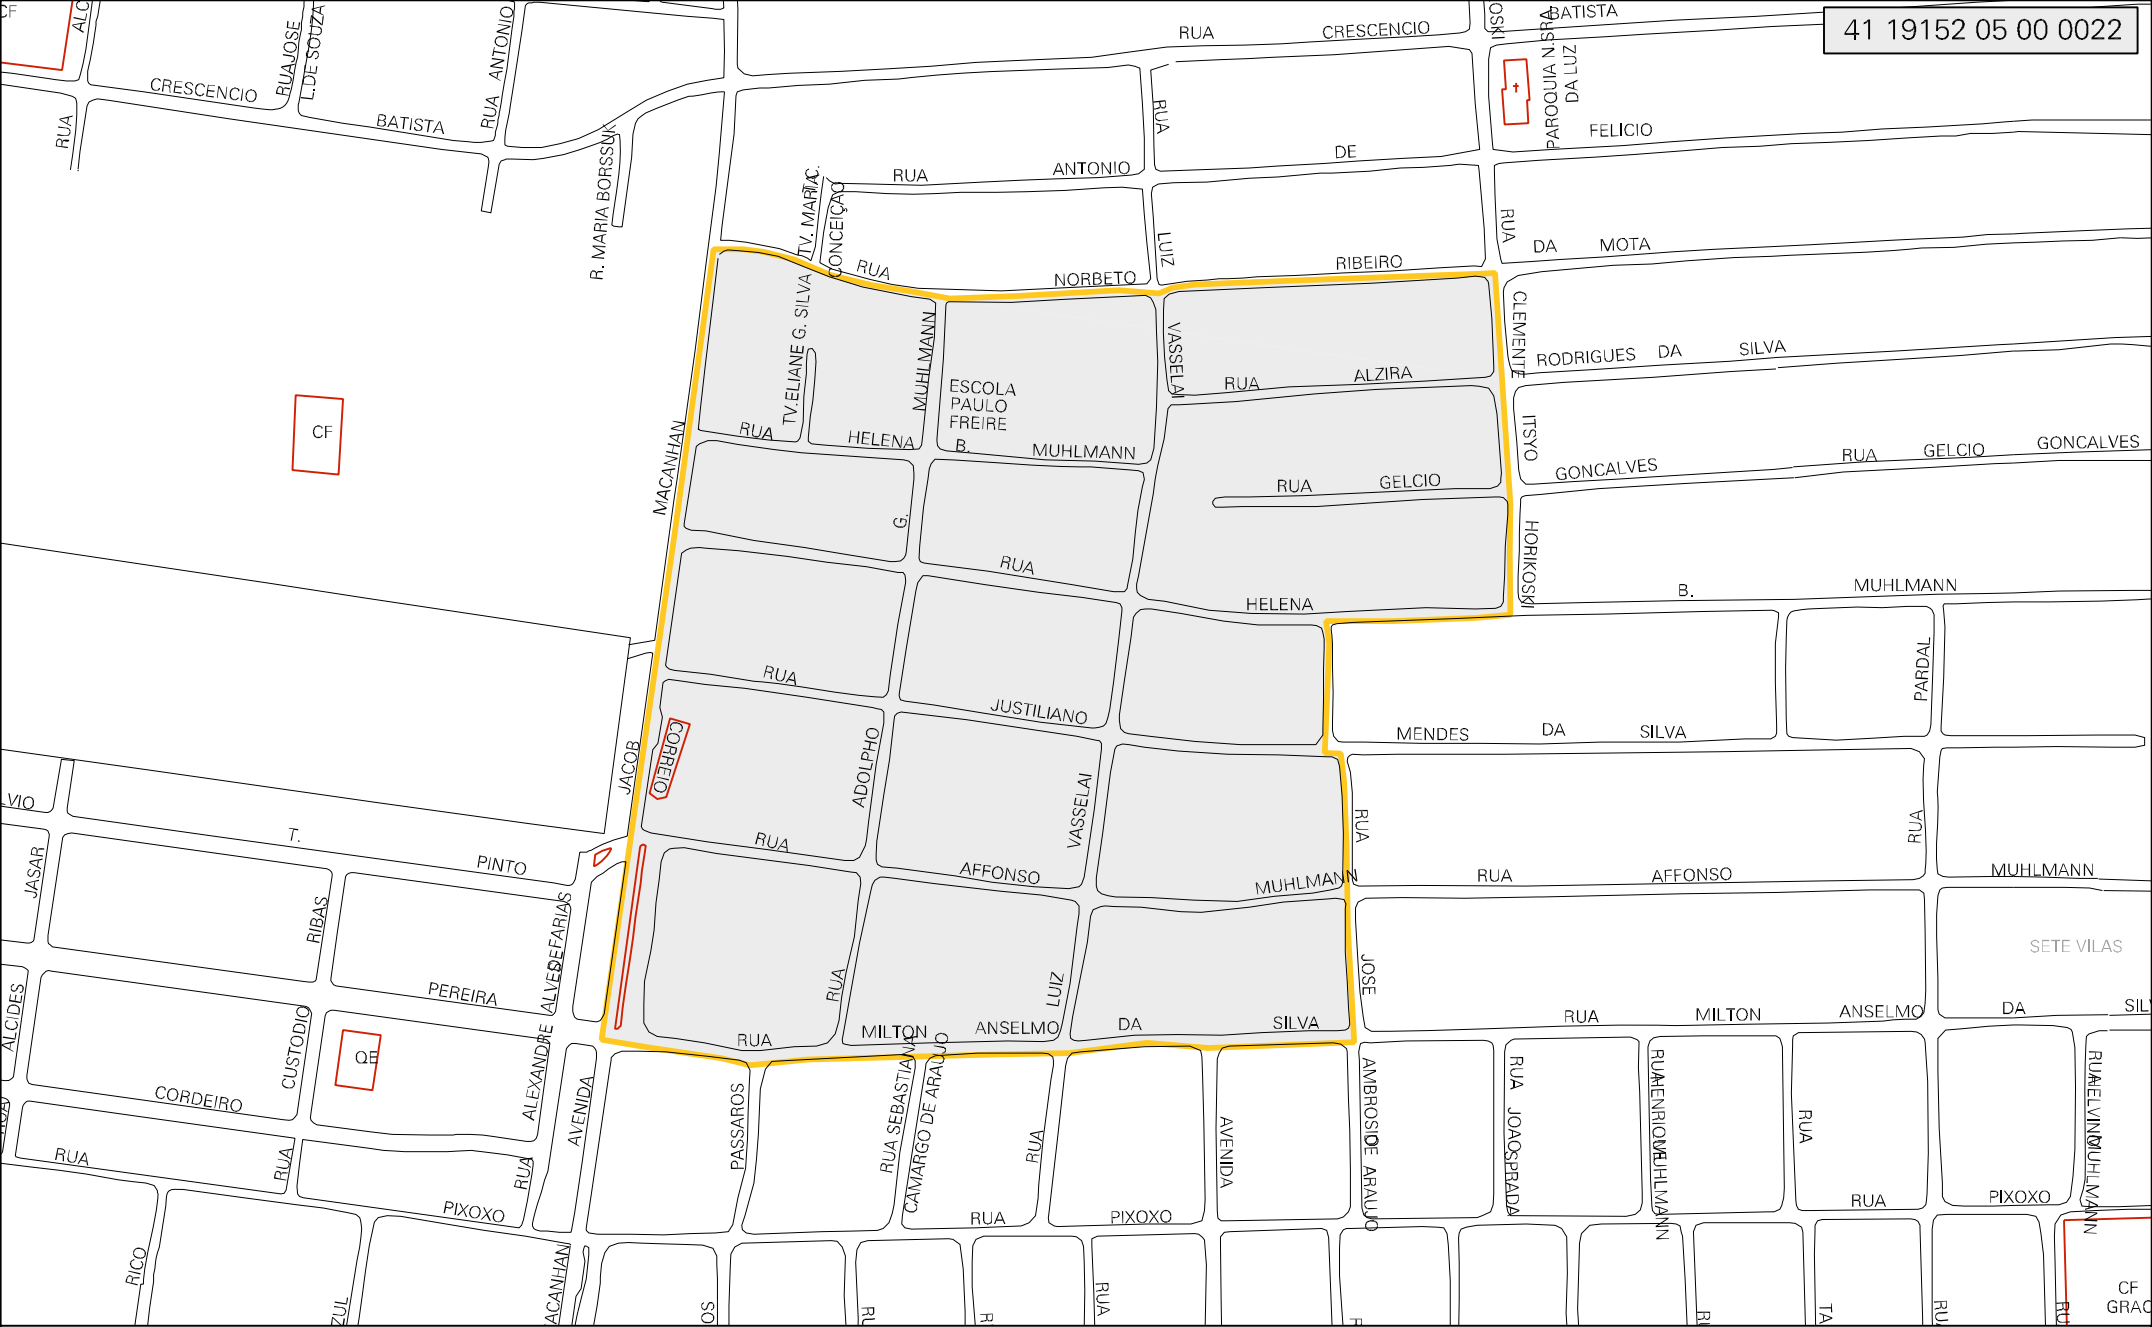 41 19152 05 00 0022
CF
RUA CRESCENCIO BATISTA
RUA JOSE
L. DE SOUZA
RUA ANTONIO
CRESCENCIO
BATISTA
RUA
R. MARIA BORSSUK
RUA
PAROQUIA N.SRA.
DA LUZ
FELICIO
RUA ANTONIO DE
TV. MARIA C.
CONCEIÇAO
LUIZ
RUA
DA MOTA
RUA NORBETO RIBEIRO
TV.ELIANE G. SILVA
MUHLMANN
ESCOLA
PAULO
FREIRE
VASSELAI
CLEMENTE
RODRIGUES DA SILVA
RUA ALZIRA
CF
MACANHAN
RUA HELENA B. MUHLMANN
ITSYO
GONCALVES
RUA GELCIO GONCALVES
RUA GELCIO
G.
HORIKOSKI
RUA
HELENA
B. MUHLMANN
PARDAL
RUA JUSTILIANO
MENDES DA SILVA
CORREIO
JACOB
ADOLPHO
VASSELAI
RUA
RUA
T. PINTO
JASAR
RIBAS
RUA AFFONSO MUHLMANN
RUA AFFONSO MUHLMANN
SETE VILAS
ALEXANDRE ALVES DE FARIAS
PEREIRA
ALCIDES
CUSTODIO
QE
RUA
LUIZ
JOSE
RUA MILTON ANSELMO DA SILVA
RUA MILTON ANSELMO DA
CORDEIRO
AVENIDA
PASSAROS
RUA SEBASTIANA
CAMARGO DE ARAUJO
RUA
AVENIDA
AMBROSIO DE ARAUJO
RUA JOAO SPRADA
RUA HENRIQUE MUHLMANN
RUA
RUA HELVINO MUHLMANN
RUA
RUA
RUA
PIXOXO
RUA PIXOXO
RUA PIXOXO
RICO
RUA
CF